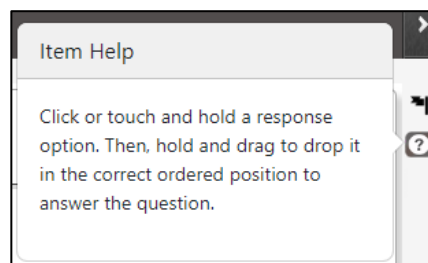 Item Help
Click or touch and hold a response
option. Then, hold and drag to drop it
in the correct ordered position to
answer the question.
?